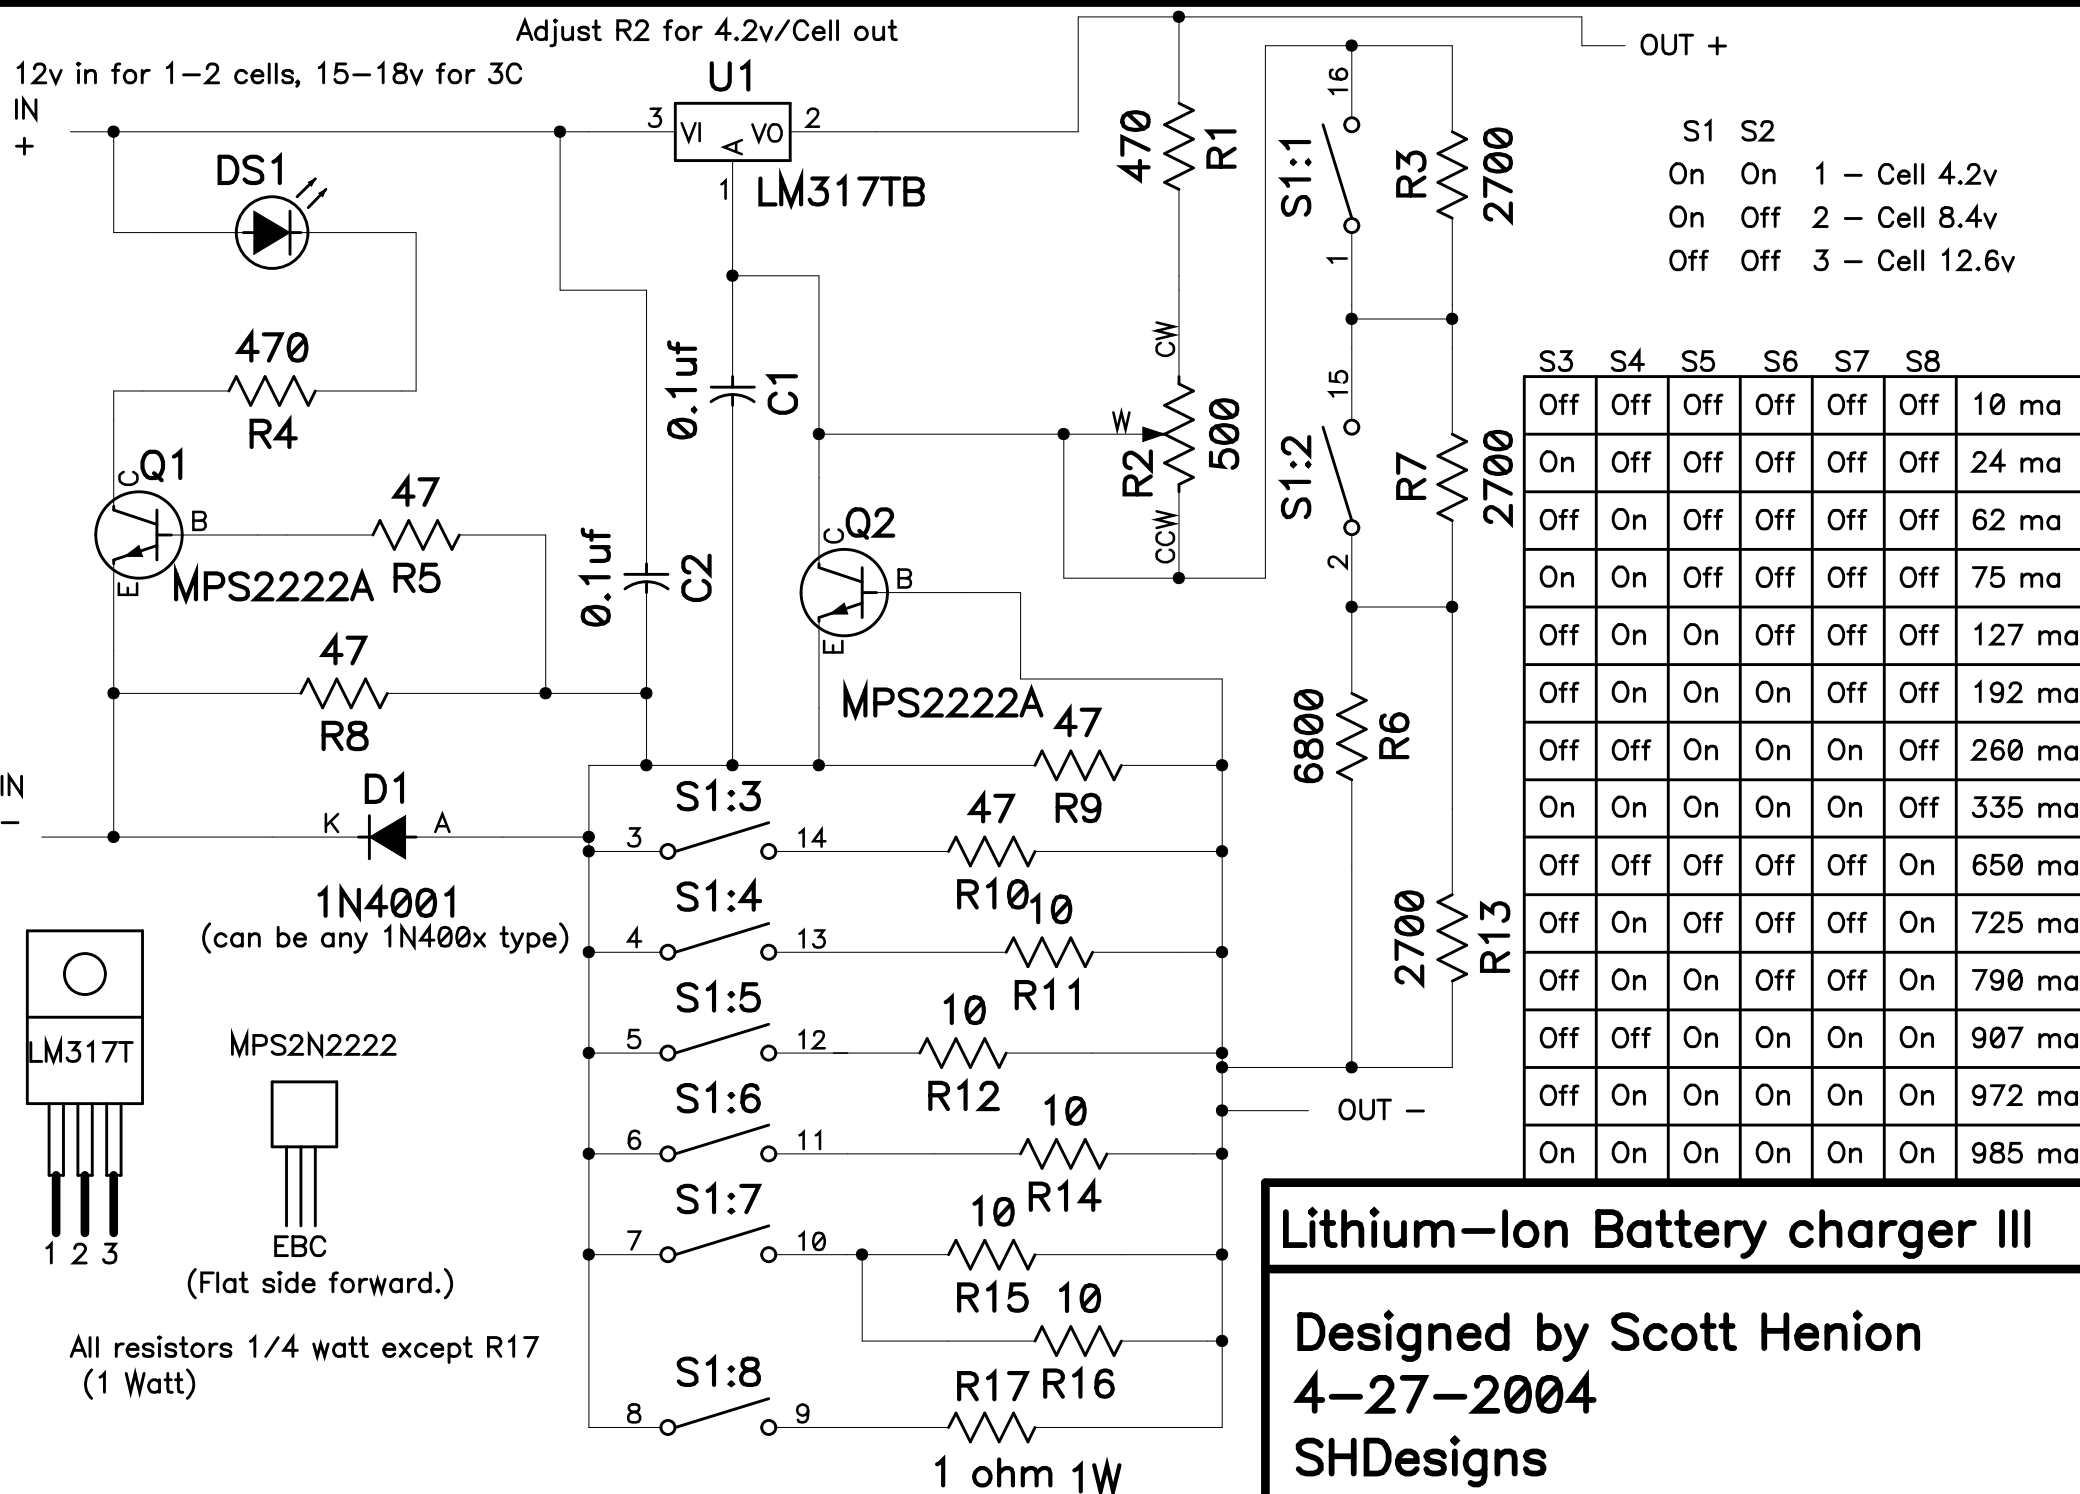 Adjust R2 for 4.2v/Cell out
12v in for 1-2 cells, 15-18v for 3C
IN
+
OUT +
U1
3 VI VO 2
A
1
LM317TB
DS1
470
R4
Q1
C
B
E
MPS2222A
47
R5
47
R8
0.1uf
C1
0.1uf
C2
Q2
C
B
E
MPS2222A
470
R1
CW
W
R2
500
CCW
16
S1:1
1
R3
2700
15
S1:2
2
R7
2700
6800
R6
2700
R13
S1 S2
On On 1 - Cell 4.2v
On Off 2 - Cell 8.4v
Off Off 3 - Cell 12.6v
S3 S4 S5 S6 S7 S8
Off Off Off Off Off Off 10 ma
On Off Off Off Off Off 24 ma
Off On Off Off Off Off 62 ma
On On Off Off Off Off 75 ma
Off On On Off Off Off 127 ma
Off On On On Off Off 192 ma
Off Off On On On Off 260 ma
On On On On On Off 335 ma
Off Off Off Off Off On 650 ma
Off On Off Off Off On 725 ma
Off On On Off Off On 790 ma
Off Off On On On On 907 ma
Off On On On On On 972 ma
On On On On On On 985 ma
IN
-
D1
K A
1N4001
(can be any 1N400x type)
47
R9
S1:3
3 14
47
R10
S1:4
4 13
10
R11
S1:5
5 12
10
R12
S1:6
6 11
10
R14
S1:7
7 10
10
R15
10
R16
S1:8
8 9
R17
1 ohm 1W
OUT -
LM317T
1 2 3
MPS2N2222
EBC
(Flat side forward.)
All resistors 1/4 watt except R17
(1 Watt)
Lithium-Ion Battery charger III
Designed by Scott Henion
4-27-2004
SHDesigns